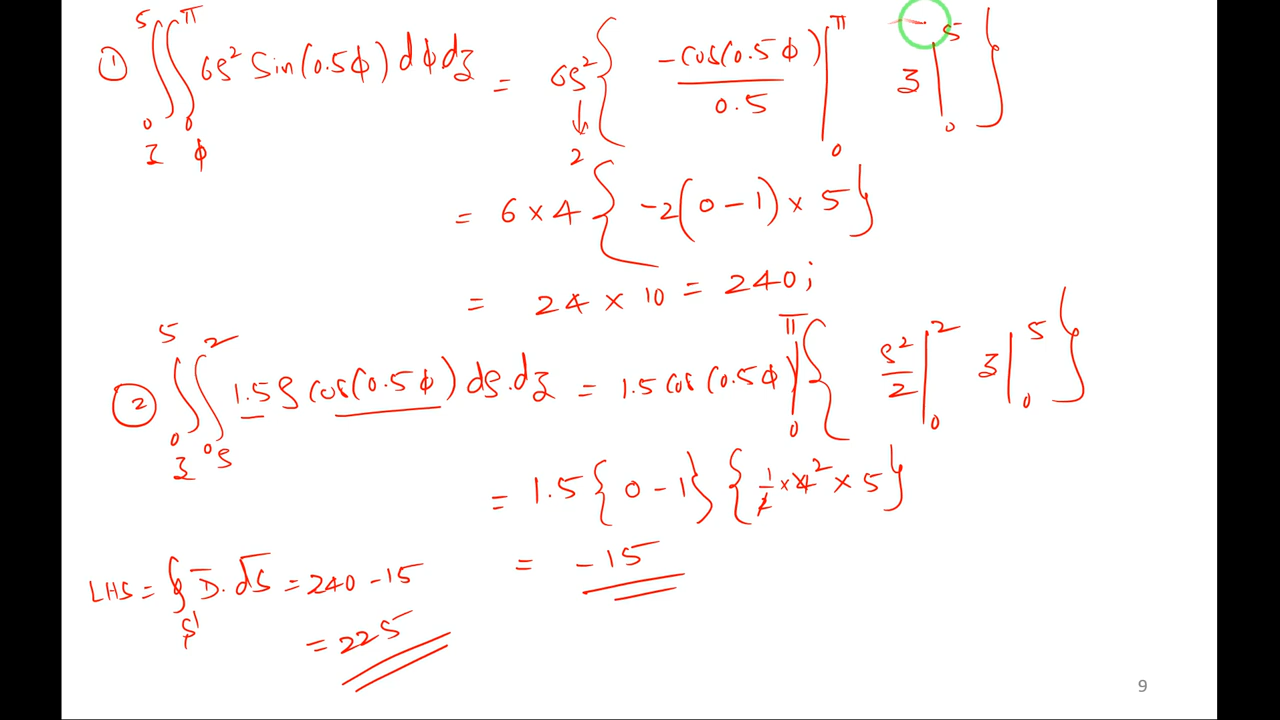 ① ∫₀⁵ ∫₀^π 6ρ² Sin(0.5ϕ) dϕ dz = 6ρ² { -cos(0.5ϕ)/0.5 |₀^π z |₀⁵ }
z ϕ ↓ 2
= 6 × 4 { -2(0 - 1) × 5 }
= 24 × 10 = 240;
② ∫₀⁵ ∫₀² 1.5ρ cos(0.5ϕ) dρ.dz = 1.5 cos(0.5ϕ) |₀^π { ρ²/2 |₀² z |₀⁵ }
z ρ
= 1.5 { 0 - 1 } { 1/2 × 4² × 5 }
= -15
LHS = ∮ D̅.dS̅ = 240 - 15
S
= 225
9